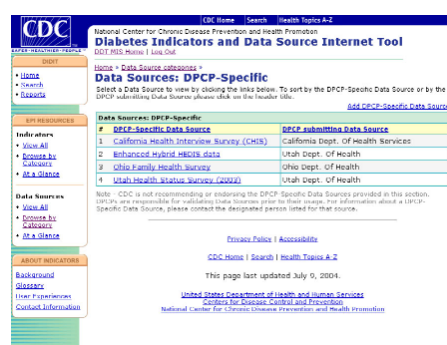 CDC Home Search Health Topics A-Z
CDC
SAFER•HEALTHIER•PEOPLE™
National Center for Chronic Disease Prevention and Health Promotion
Diabetes Indicators and Data Source Internet Tool
DDT MIS Home | Log Out
DIDIT
Home
Search
Reports
EPI RESOURCES
Indicators
View All
Browse by Category
At a Glance
Data Sources
View All
Browse by Category
At a Glance
ABOUT INDICATORS
Background
Glossary
User Experiences
Contact Information
Home > Data Source categories >
Data Sources: DPCP-Specific
Select a Data Source to view by clicking the links below. To sort by the DPCP-Specific Data Source or by the
DPCP submitting Data Source please click on the header title.
Add DPCP-Specific Data Source
Data Sources: DPCP-Specific
# DPCP-Specific Data Source DPCP submitting Data Source
1 California Health Interview Survey (CHIS) California Dept. Of Health Services
2 Enhanced Hybrid HEDIS data Utah Dept. Of Health
3 Ohio Family Health Survey Ohio Dept. Of Health
4 Utah Health Status Survey (2003) Utah Dept. Of Health
Note - CDC is not recommending or endorsing the DPCP-Specific Data Sources provided in this section.
DPCPs are responsible for validating Data Sources prior to their usage. For information about a DPCP-
Specific Data Source, please contact the designated person listed for that source.
Privacy Policy | Accessibility
CDC Home | Search | Health Topics A-Z
This page last updated July 9, 2004.
United States Department of Health and Human Services
Centers for Disease Control and Prevention
National Center for Chronic Disease Prevention and Health Promotion